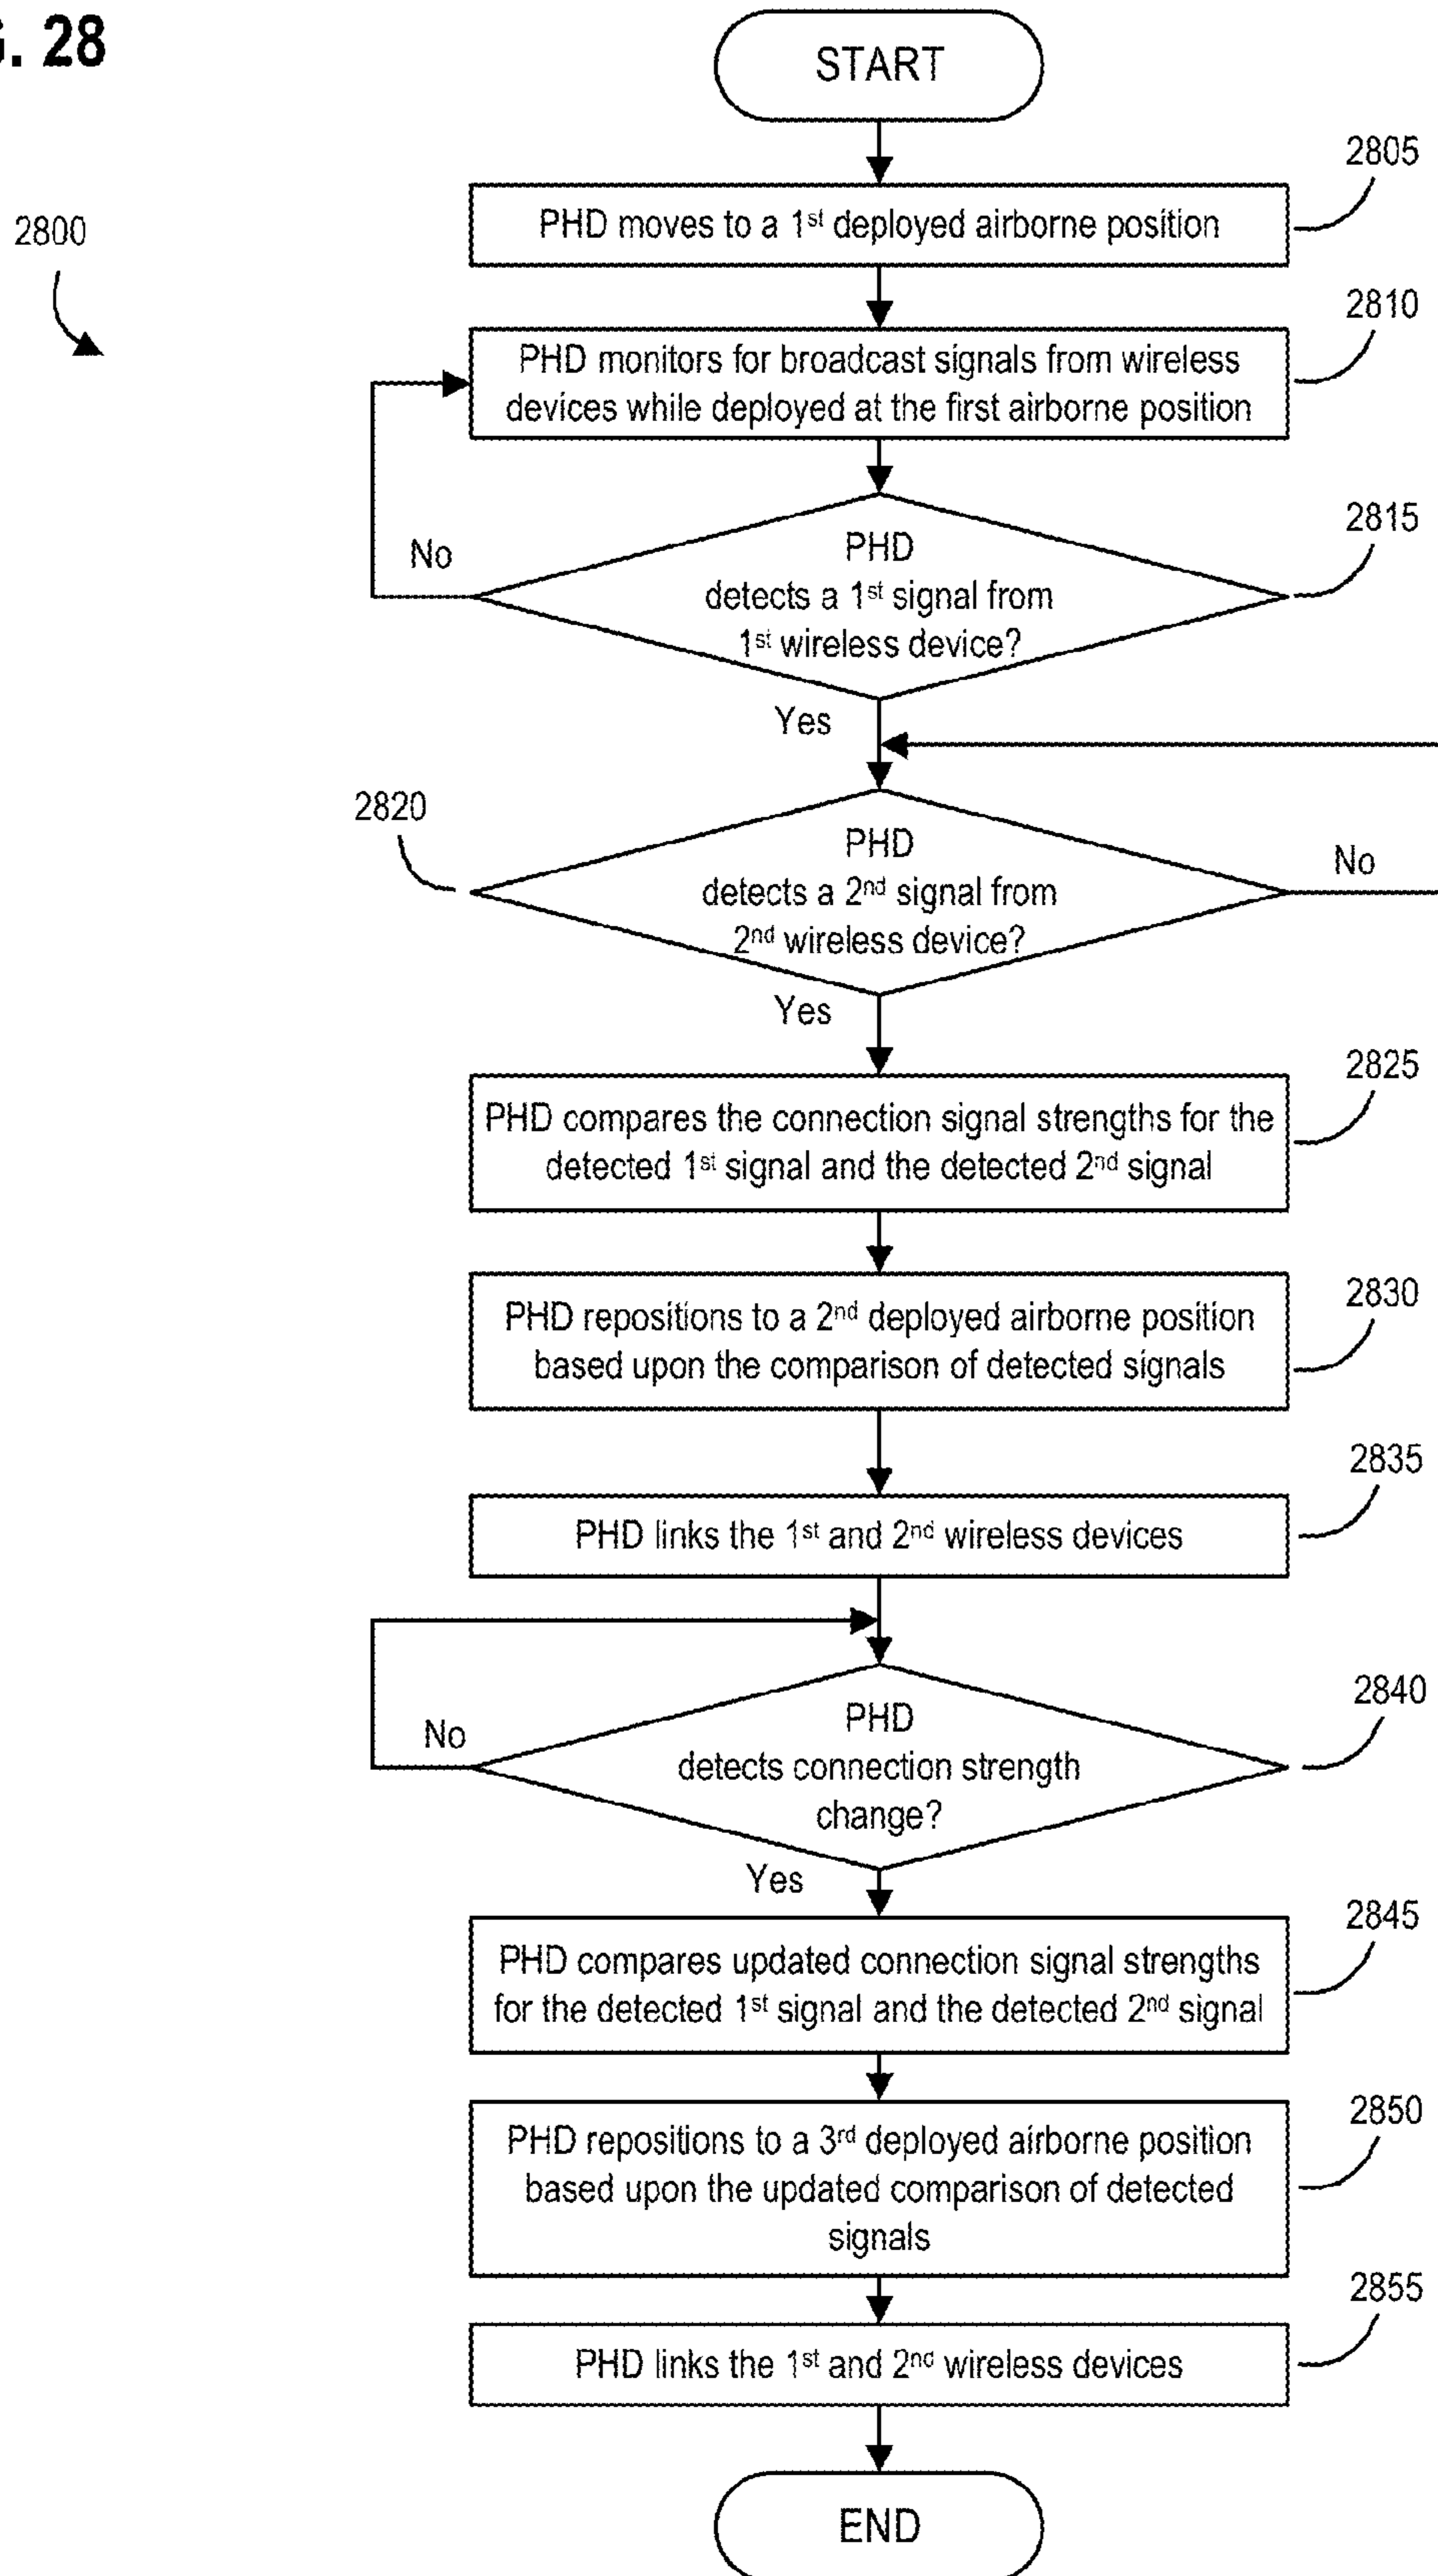 . 28
START
2805
PHD moves to a 1st deployed airborne position
2800
2810
PHD monitors for broadcast signals from wireless
devices while deployed at the first airborne position
2815
No
PHD
detects a 1st signal from
1st wireless device?
Yes
2820
PHD
detects a 2nd signal from
2nd wireless device?
No
Yes
2825
PHD compares the connection signal strengths for the
detected 1st signal and the detected 2nd signal
2830
PHD repositions to a 2nd deployed airborne position
based upon the comparison of detected signals
2835
PHD links the 1st and 2nd wireless devices
2840
No
PHD
detects connection strength
change?
Yes
2845
PHD compares updated connection signal strengths
for the detected 1st signal and the detected 2nd signal
2850
PHD repositions to a 3rd deployed airborne position
based upon the updated comparison of detected
signals
2855
PHD links the 1st and 2nd wireless devices
END